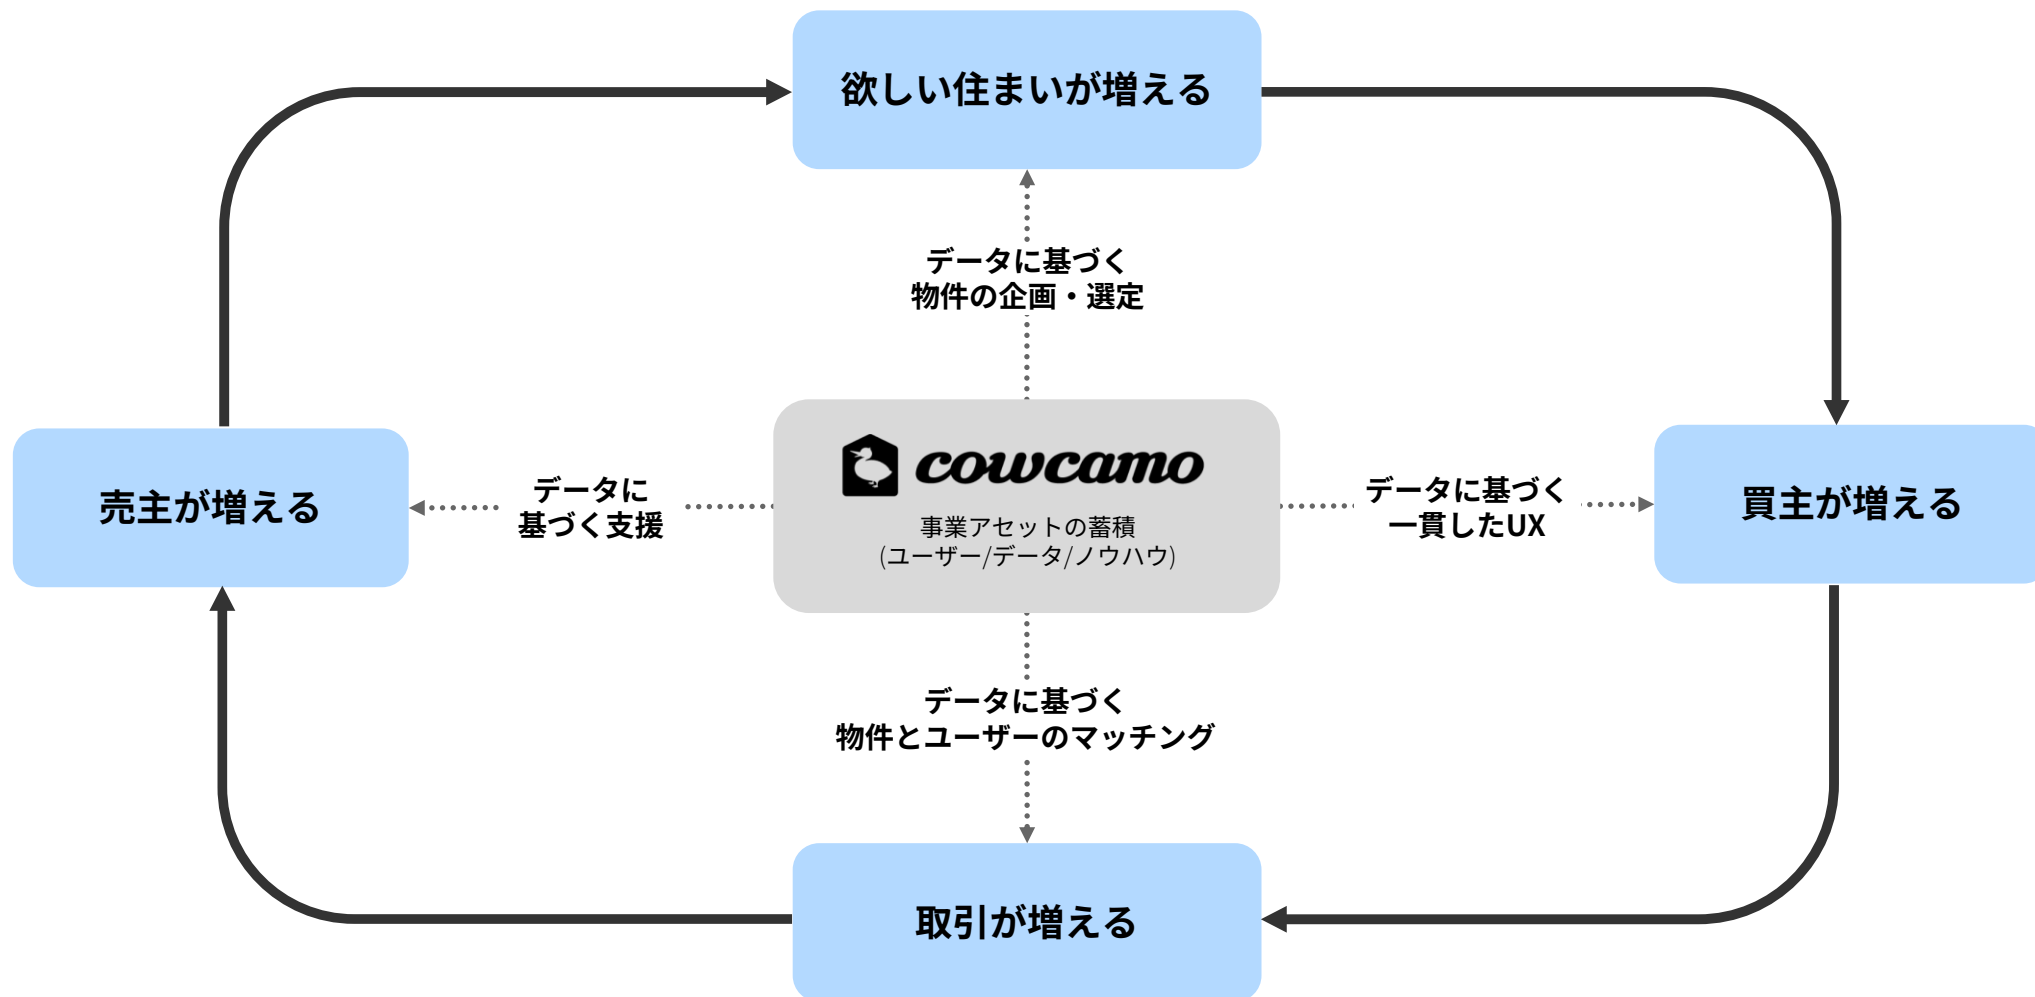 欲しい住まいが増える
データに基づく
物件の企画・選定
売主が増える
データに
基づく支援
cowcamo
事業アセットの蓄積
(ユーザー/データ/ノウハウ)
データに基づく
一貫したUX
買主が増える
データに基づく
物件とユーザーのマッチング
取引が増える